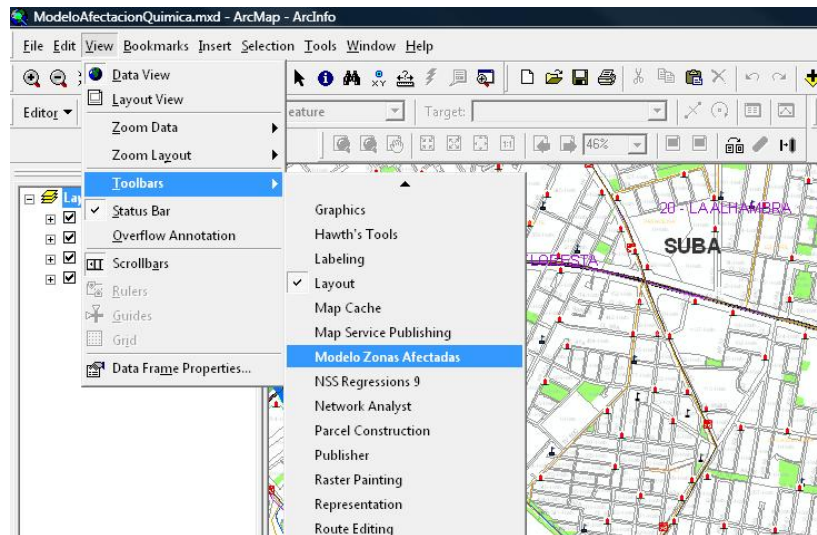 ModeloAfectacionQuimica.mxd - ArcMap - ArcInfo
File Edit View Bookmarks Insert Selection Tools Window Help
Data View
Layout View
Zoom Data
Zoom Layout
Toolbars
Status Bar
Overflow Annotation
Scrollbars
Rulers
Guides
Grid
Data Frame Properties...
Editor
eature
Target:
46%
Lay
Graphics
Hawth's Tools
Labeling
Layout
Map Cache
Map Service Publishing
Modelo Zonas Afectadas
NSS Regressions 9
Network Analyst
Parcel Construction
Publisher
Raster Painting
Representation
Route Editing
20 - LA ALHAMBRA
SUBA